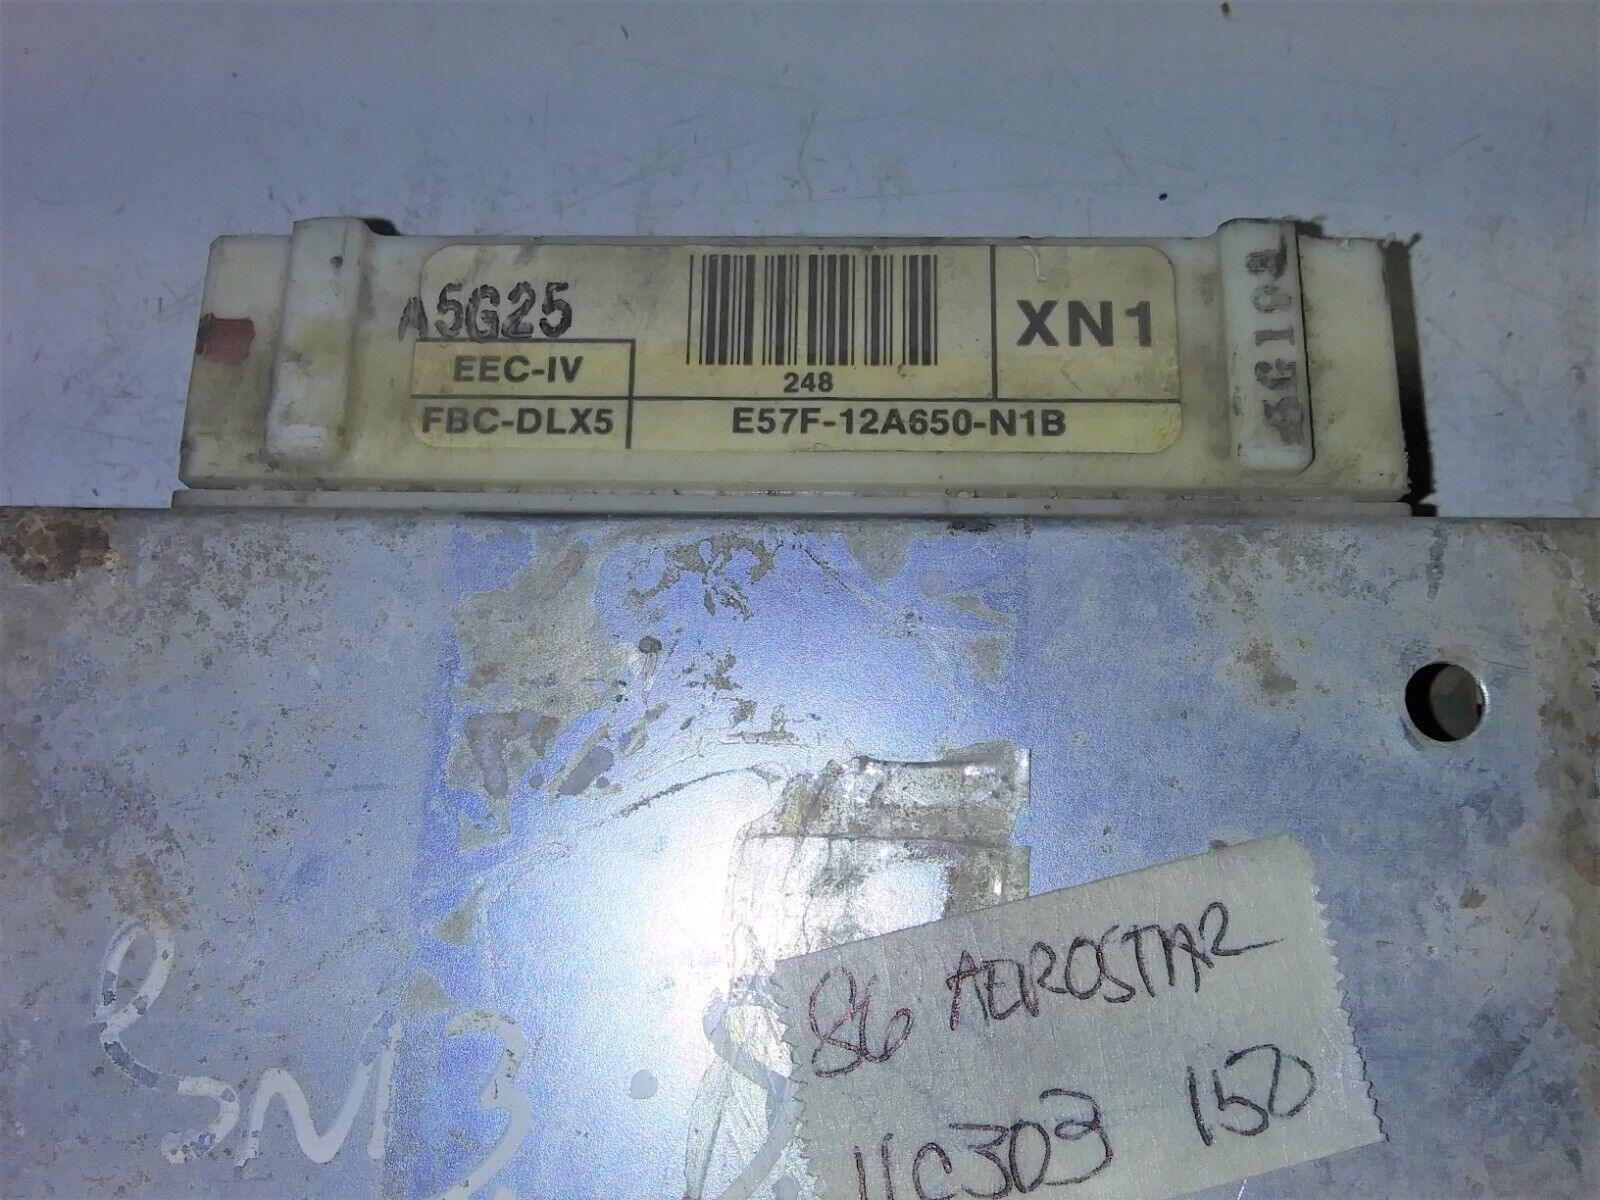 A5G25
XN1
EEC-IV
248
FBC-DLX5
E57F-12A650-N1B
86 AEROSTAR
11C303 150